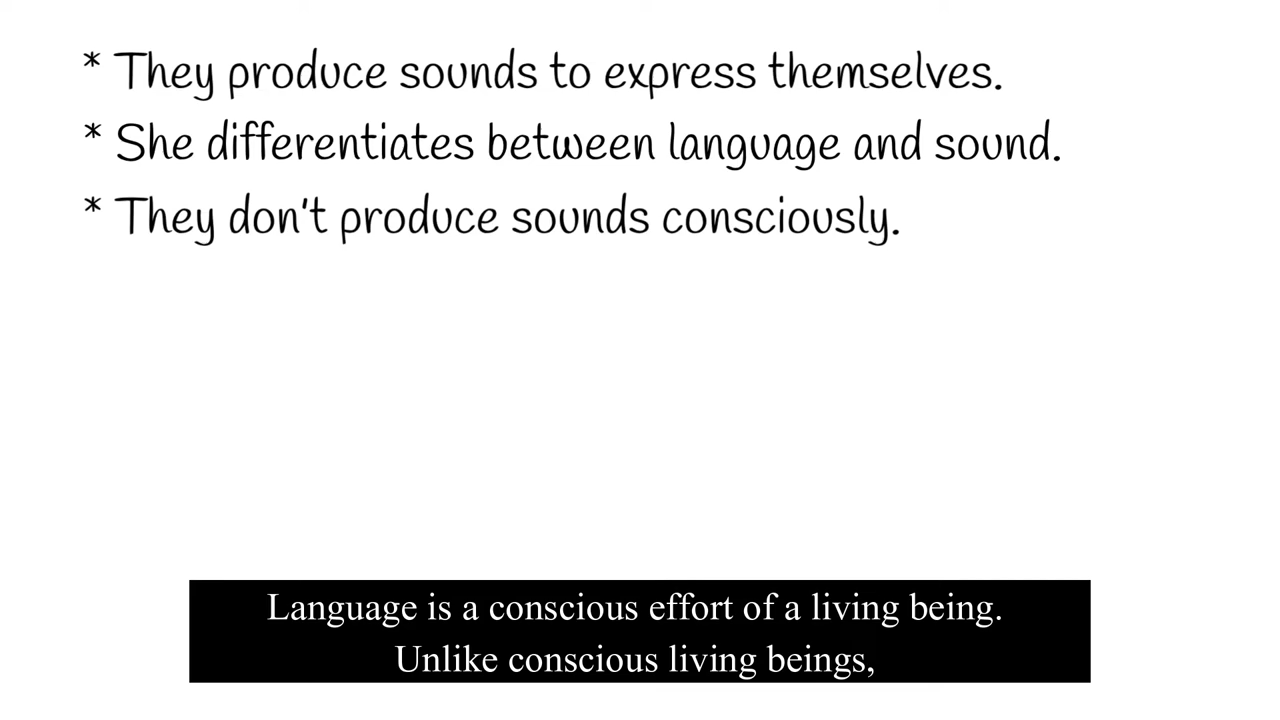 * They produce sounds to express themselves.
* She differentiates between language and sound.
* They don't produce sounds consciously.
Language is a conscious effort of a living being.
Unlike conscious living beings,